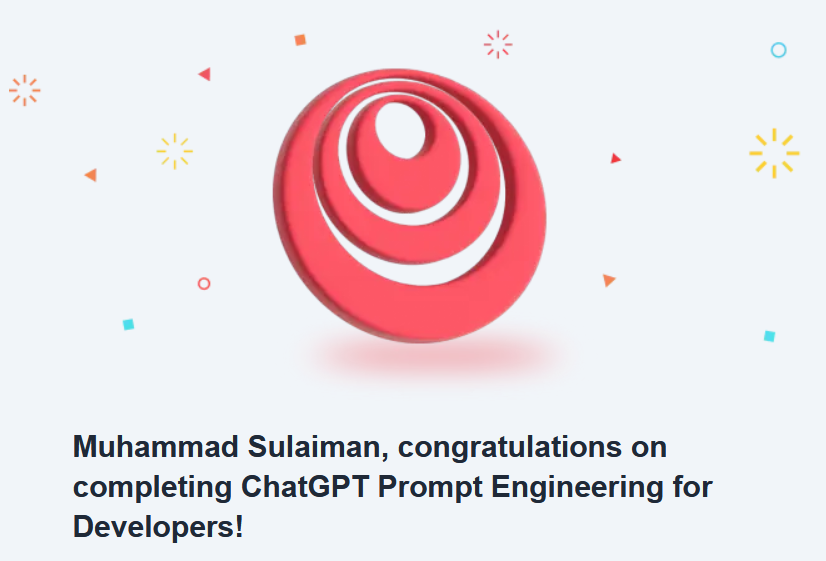 Muhammad Sulaiman, congratulations on
completing ChatGPT Prompt Engineering for
Developers!